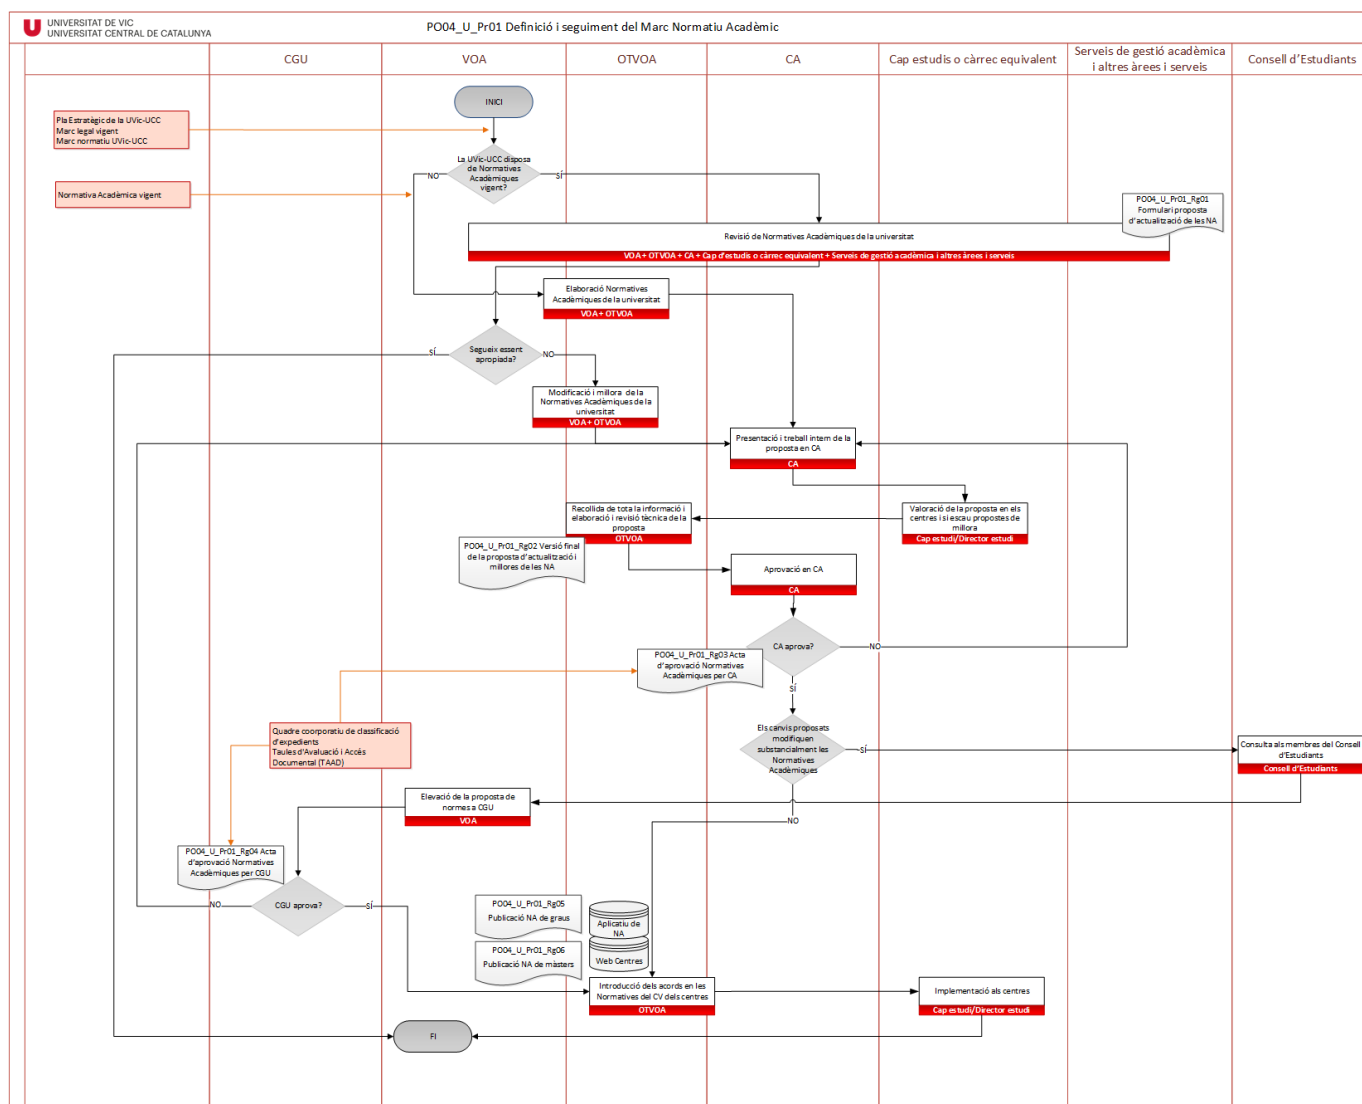 UNIVERSITAT DE VIC
UNIVERSITAT CENTRAL DE CATALUNYA
PO04_U_Pr01 Definició i seguiment del Marc Normatiu Acadèmic
CGU
VOA
OTVOA
CA
Cap estudis o càrrec equivalent
Serveis de gestió acadèmica
i altres àrees i serveis
Consell d'Estudiants
INICI
Pla Estratègic de la UVic-UCC
Marc legal vigent
Marc normatiu UVic-UCC
La UVic-UCC disposa
de Normatives
Acadèmiques
vigent?
NO
SÍ
Normativa Acadèmica vigent
PO04_U_Pr01_Rg01
Formulari proposta
d'actualització de les NA
Revisió de Normatives Acadèmiques de la universitat
VOA + OTVOA + CA + Cap d'estudis o càrrec equivalent + Serveis de gestió acadèmica i altres àrees i serveis
Elaboració Normatives
Acadèmiques de la universitat
VOA + OTVOA
Segueix essent
apropiada?
SÍ
NO
Modificació i millora de la
Normatives Acadèmiques de la
universitat
VOA + OTVOA
Presentació i treball intern de la
proposta en CA
CA
Recollida de tota la informació i
elaboració i revisió tècnica de la
proposta
OTVOA
Valoració de la proposta en els
centres i si escau propostes de
millora
Cap estudi/Director estudi
PO04_U_Pr01_Rg02 Versió final
de la proposta d'actualització i
millores de les NA
Aprovació en CA
CA
CA aprova?
NO
SÍ
PO04_U_Pr01_Rg03 Acta
d'aprovació Normatives
Acadèmiques per CA
Quadre coorporatiu de classificació
d'expedients
Taules d'Avaluació i Accés
Documental (TAAD)
Els canvis proposats
modifiquen
substancialment les
Normatives
Acadèmiques
SÍ
NO
Consulta als membres del Consell
d'Estudiants
Consell d'Estudiants
Elevació de la proposta de
normes a CGU
VOA
PO04_U_Pr01_Rg04 Acta
d'aprovació Normatives
Acadèmiques per CGU
CGU aprova?
NO
SÍ
PO04_U_Pr01_Rg05
Publicació NA de graus
PO04_U_Pr01_Rg06
Publicació NA de màsters
Aplicatiu de
NA
Web Centres
Introducció dels acords en les
Normatives del CV dels centres
OTVOA
Implementació als centres
Cap estudi/Director estudi
FI